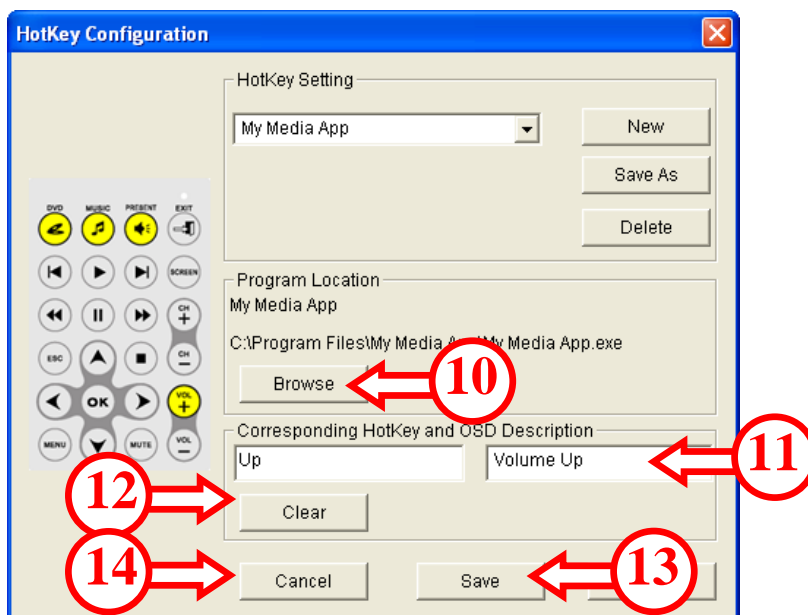 HotKey Configuration
HotKey Setting
My Media App
New
Save As
Delete
DVD MUSIC PRESENT EXIT
SCREEN
CH
+
ESC
CH
−
OK
VOL
+
MENU
MUTE
VOL
−
Program Location
My Media App
C:\Program Files\My Media My Media App.exe
Browse
10
Corresponding HotKey and OSD Description
Up
Volume Up
11
12
Clear
14
Cancel
Save
13